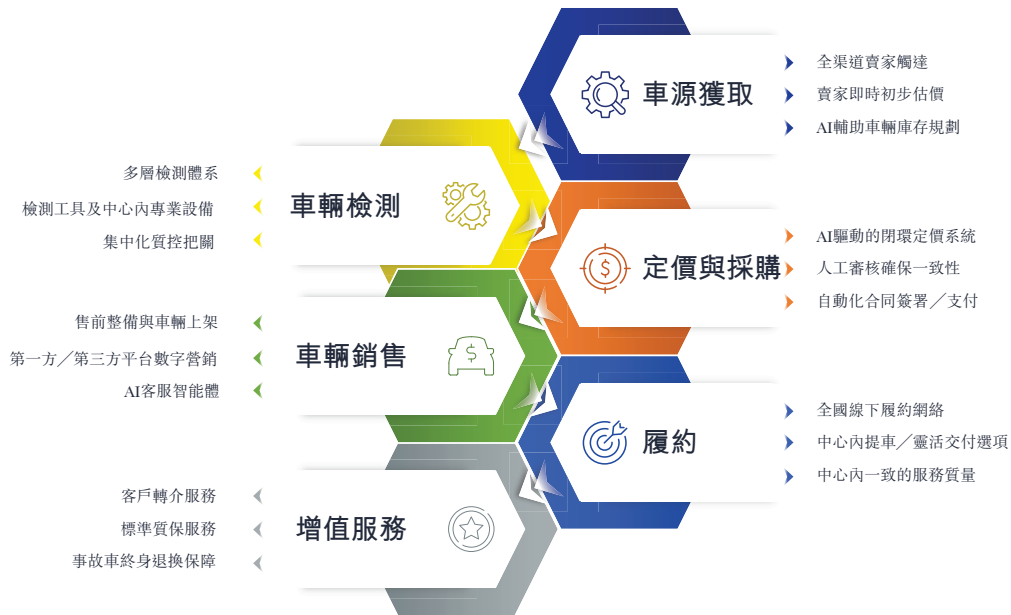 車源獲取
全渠道賣家觸達
賣家即時初步估價
AI輔助車輛庫存規劃
車輛檢測
多層檢測體系
檢測工具及中心內專業設備
集中化質控把關
定價與採購
AI驅動的閉環定價系統
人工審核確保一致性
自動化合同簽署／支付
車輛銷售
售前整備與車輛上架
第一方／第三方平台數字營銷
AI客服智能體
履約
全國線下履約網絡
中心內提車／靈活交付選項
中心內一致的服務質量
增值服務
客戶轉介服務
標準質保服務
事故車終身退換保障